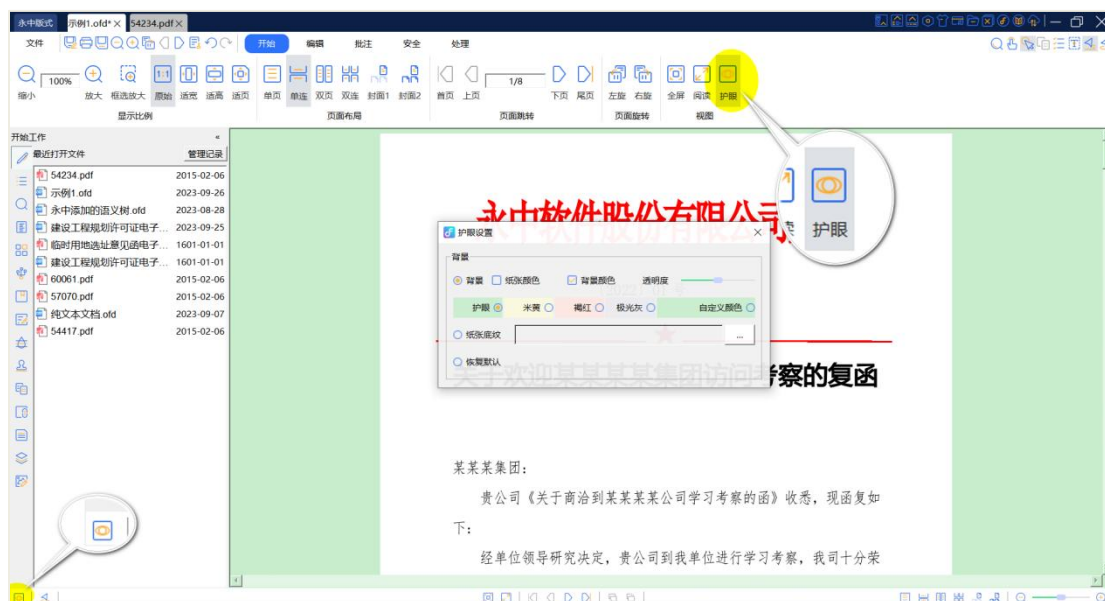 永中版式 示例1.ofd* × 54234.pdf ×
文件 开始 编辑 批注 安全 处理
100% 1:1 1/8
缩小 放大 框选放大 原始 适宽 适高 适页 单页 单连 双页 双连 封面1 封面2 首页 上页 下页 尾页 左旋 右旋 全屏 阅读 护眼
显示比例 页面布局 页面跳转 页面旋转 视图
开始工作 «
最近打开文件 管理记录
54234.pdf 2015-02-06
示例1.ofd 2023-09-26
永中添加的语义树.ofd 2023-08-28
建设工程规划许可证电子... 2023-09-25
临时用地选址意见函电子... 1601-01-01
建设工程规划许可证电子... 1601-01-01
60061.pdf 2015-02-06
57070.pdf 2015-02-06
纯文本文档.ofd 2023-09-07
54417.pdf 2015-02-06
护眼
永中软件股份有限公司
护眼设置 ×
背景
背景 纸张颜色 背景颜色 透明度
护眼 米黄 褐红 极光灰 自定义颜色
纸张底纹 ...
恢复默认
关于欢迎某某某某集团访问考察的复函
某某某集团：
贵公司《关于商洽到某某某某公司学习考察的函》收悉，现函复如
下：
经单位领导研究决定，贵公司到我单位进行学习考察，我司十分荣